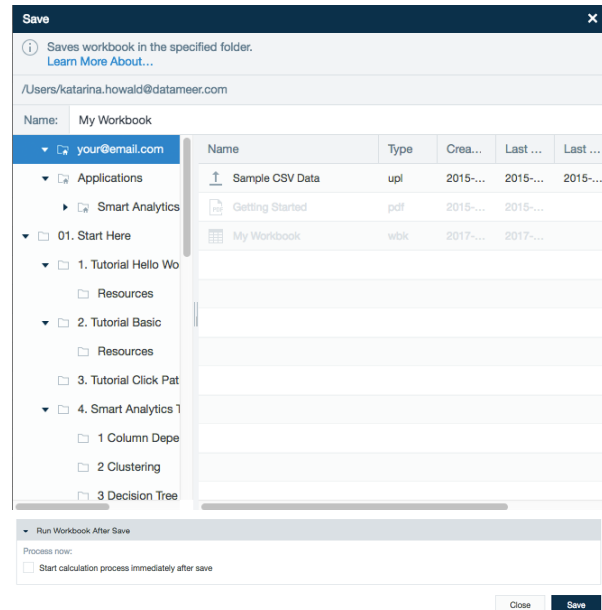 Save
Saves workbook in the specified folder.
Learn More About...
/Users/katarina.howald@datameer.com
Name: My Workbook
your@email.com
Applications
Smart Analytics
01. Start Here
1. Tutorial Hello Wo
Resources
2. Tutorial Basic
Resources
3. Tutorial Click Pat
4. Smart Analytics T
1 Column Depe
2 Clustering
3 Decision Tree
Name Type Crea... Last ... Last ...
Sample CSV Data upl 2015-... 2015-... 2015-...
PDF Getting Started pdf 2015-... 2015-...
My Workbook wbk 2017-... 2017-...
Run Workbook After Save
Process now:
Start calculation process immediately after save
Close Save